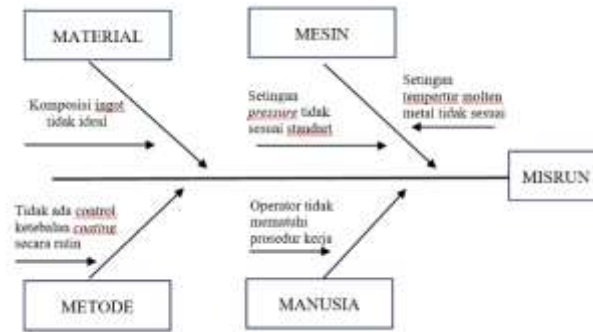 MATERIAL
MESIN
Komposisi ingot
tidak ideal
Setingan
pressure tidak
sesuai standart
Setingan
tempertur molten
metal tidak sesuai
MISRUN
Tidak ada control
ketebalan coating
secara rutin
Operator tidak
mematuhi
prosedur kerja
METODE
MANUSIA